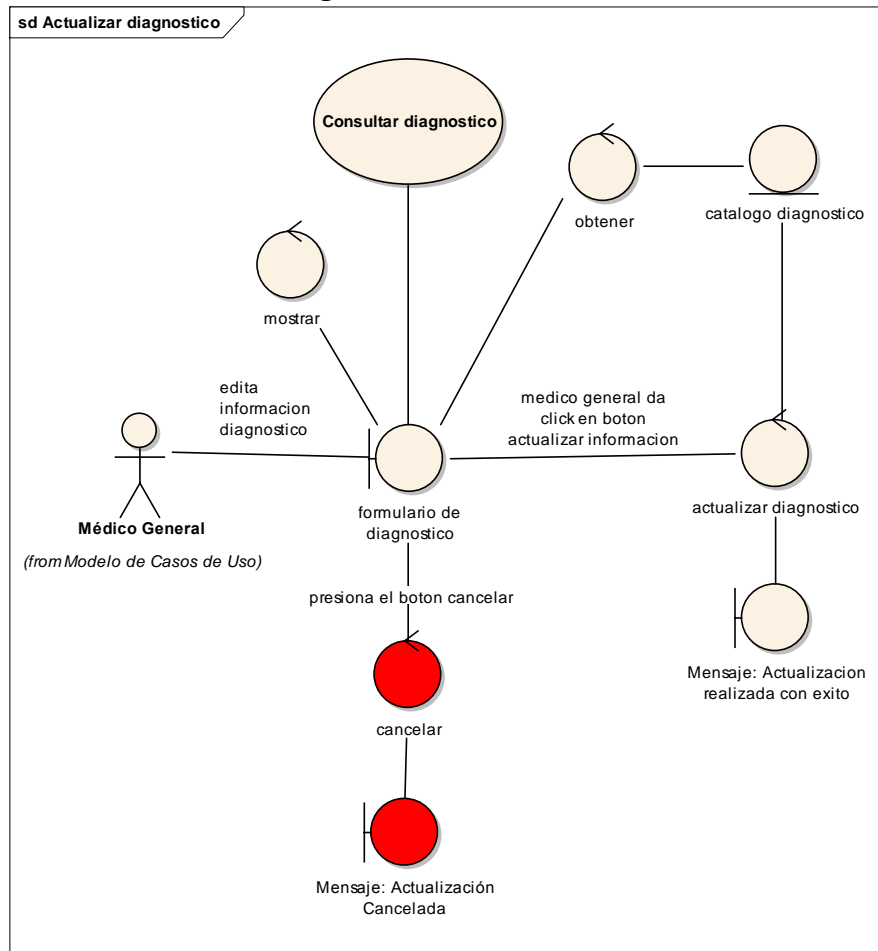 sd Actualizar diagnostico
Consultar diagnostico
obtener
catalogo diagnostico
mostrar
edita
informacion
diagnostico
medico general da
click en boton
actualizar informacion
Médico General
(from Modelo de Casos de Uso)
formulario de
diagnostico
actualizar diagnostico
presiona el boton cancelar
Mensaje: Actualizacion
realizada con exito
cancelar
Mensaje: Actualización
Cancelada